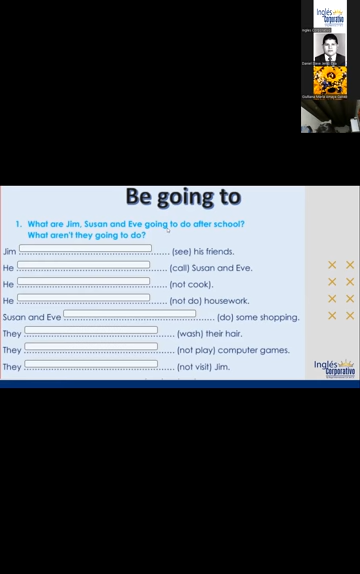 Inglés
Corporativo
Be going to
1. What are Jim, Susan and Eve going to do after school?
What aren't they going to do?
Jim ...................................................... (see) his friends.
He ...................................................... (call) Susan and Eve.
He ...................................................... (not cook).
He ...................................................... (not do) housework.
Susan and Eve ...................................................... (do) some shopping.
They ...................................................... (wash) their hair.
They ...................................................... (not play) computer games.
They ...................................................... (not visit) Jim.
Inglés
Corporativo